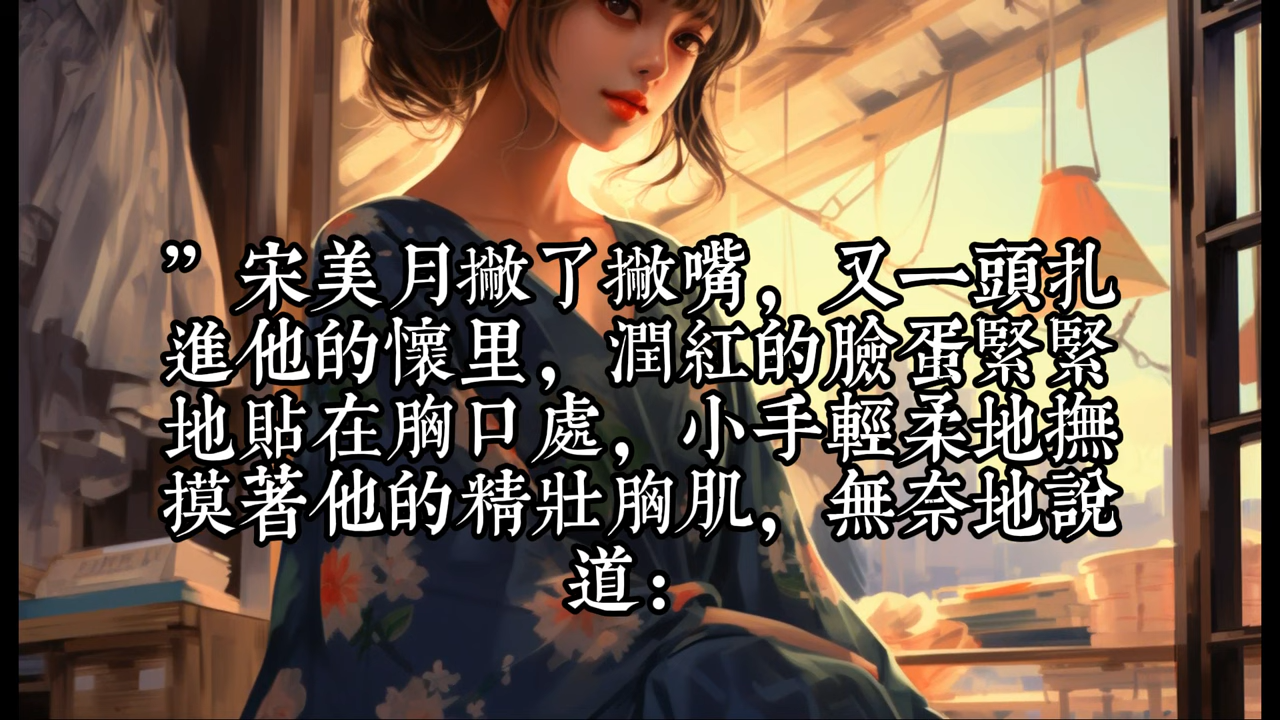 ”宋美月撇了撇嘴，又一頭扎
進他的懷里，潤紅的臉蛋緊緊
地貼在胸口處，小手輕柔地撫
摸著他的精壯胸肌，無奈地說
道：